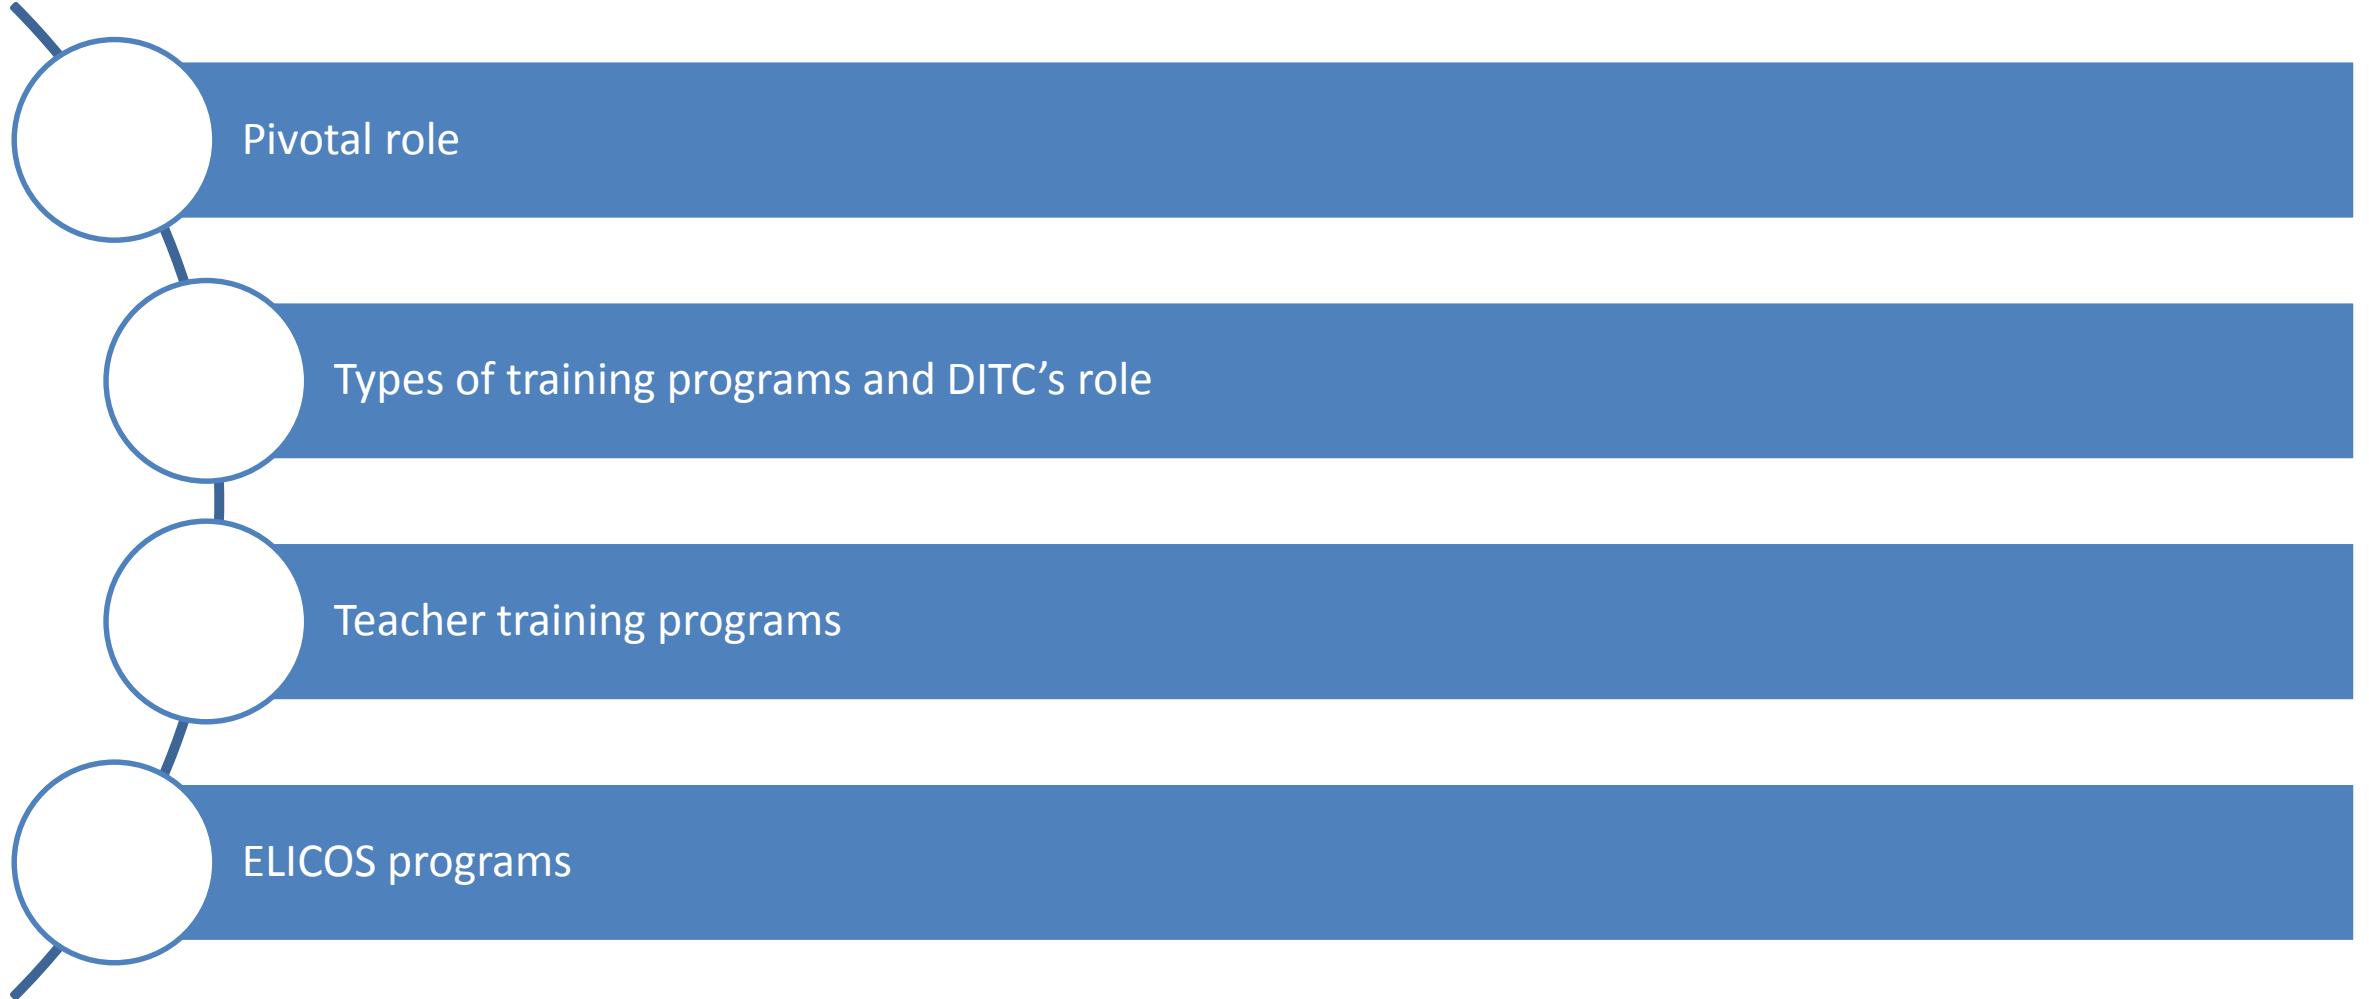 Pivotal role
Types of training programs and DITC’s role
Teacher training programs
ELICOS programs